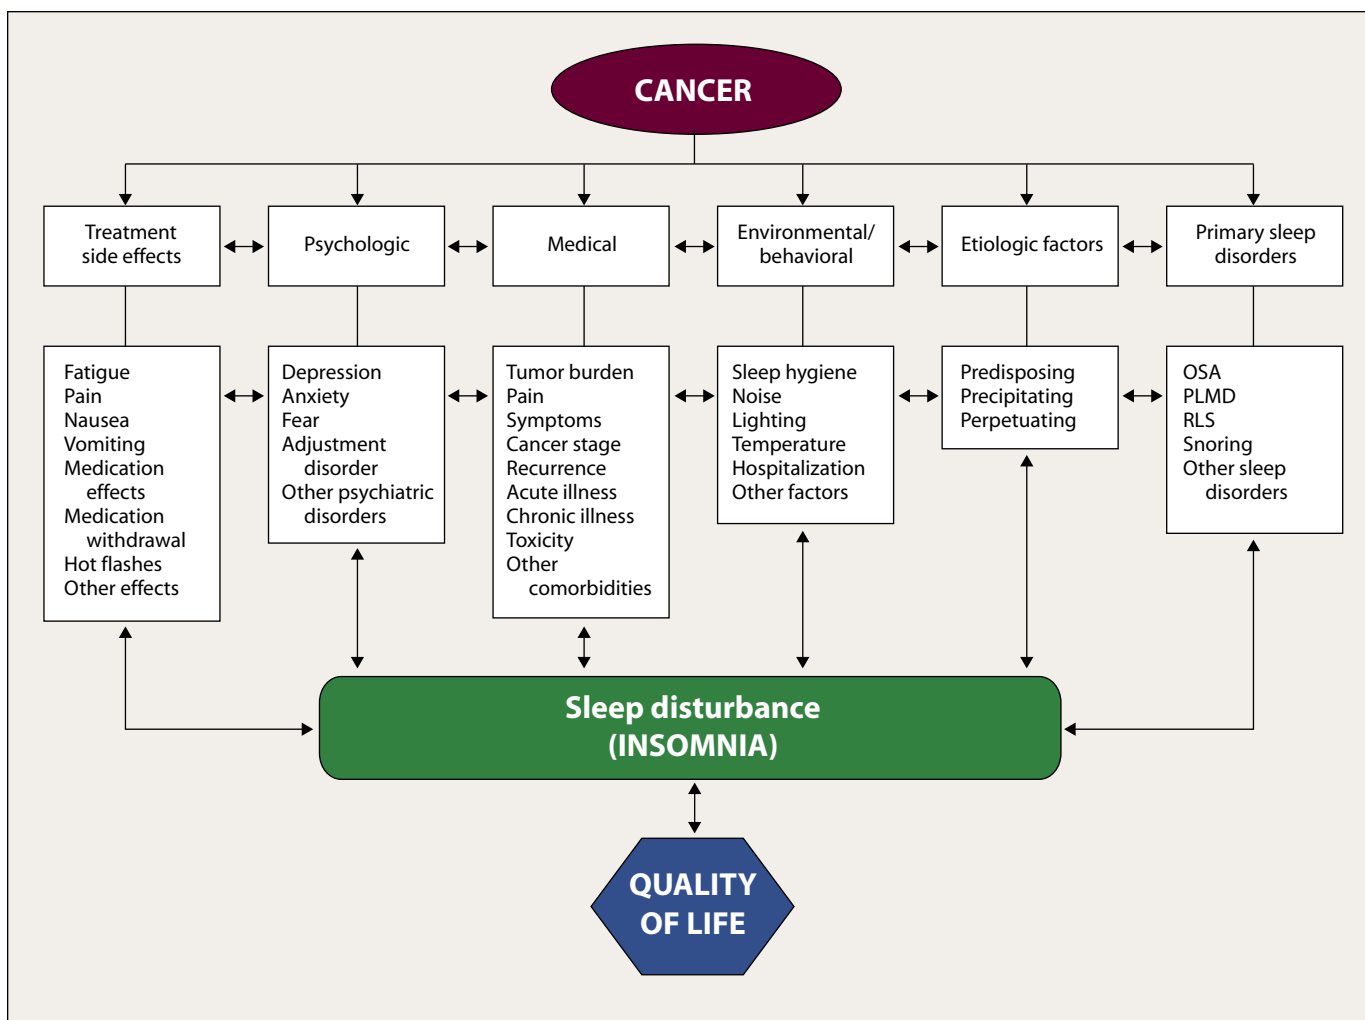 CANCER
Treatment
side effects
Psychologic
Medical
Environmental/
behavioral
Etiologic factors
Primary sleep
disorders
Fatigue
Pain
Nausea
Vomiting
Medication
effects
Medication
withdrawal
Hot flashes
Other effects
Depression
Anxiety
Fear
Adjustment
disorder
Other psychiatric
disorders
Tumor burden
Pain
Symptoms
Cancer stage
Recurrence
Acute illness
Chronic illness
Toxicity
Other
comorbidities
Sleep hygiene
Noise
Lighting
Temperature
Hospitalization
Other factors
Predisposing
Precipitating
Perpetuating
OSA
PLMD
RLS
Snoring
Other sleep
disorders
Sleep disturbance
(INSOMNIA)
QUALITY
OF LIFE